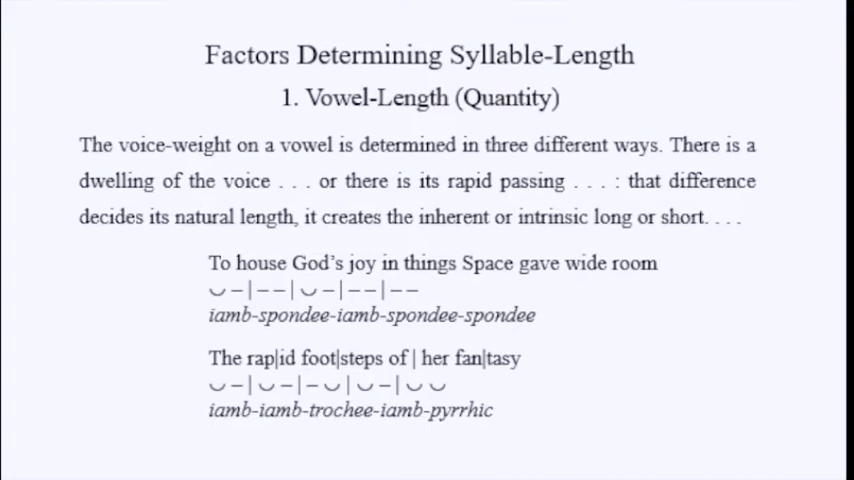 Factors Determining Syllable-Length
1. Vowel-Length (Quantity)
The voice-weight on a vowel is determined in three different ways. There is a
dwelling of the voice . . . or there is its rapid passing . . . : that difference
decides its natural length, it creates the inherent or intrinsic long or short. . . .
To house God's joy in things Space gave wide room
⏑ – | – – | ⏑ – | – – | – –
iamb-spondee-iamb-spondee-spondee
The rap|id foot|steps of | her fan|tasy
⏑ – | ⏑ – | – ⏑ | ⏑ – | ⏑ ⏑
iamb-iamb-trochee-iamb-pyrrhic